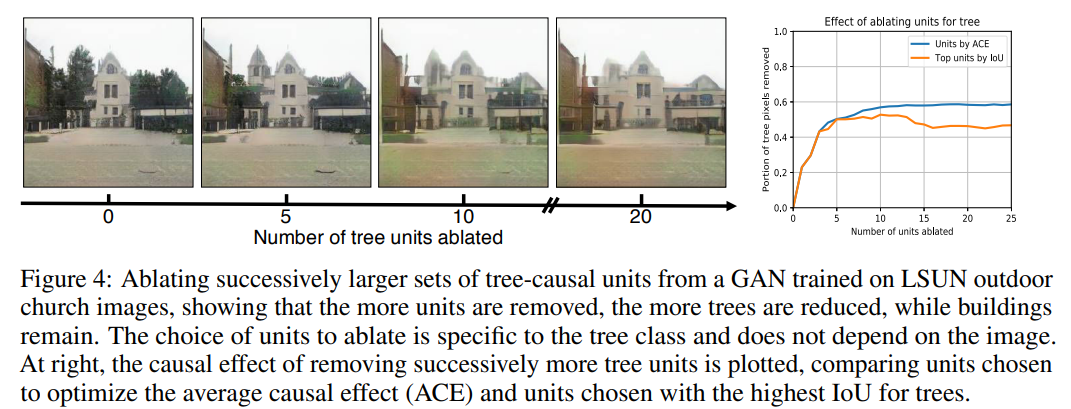 0
5
10
20
Number of tree units ablated
Effect of ablating units for tree
Portion of tree pixels removed
1.0
0.8
0.6
0.4
0.2
0.0
Units by ACE
Top units by IoU
0 5 10 15 20 25
Number of units ablated
Figure 4: Ablating successively larger sets of tree-causal units from a GAN trained on LSUN outdoor
church images, showing that the more units are removed, the more trees are reduced, while buildings
remain. The choice of units to ablate is specific to the tree class and does not depend on the image.
At right, the causal effect of removing successively more tree units is plotted, comparing units chosen
to optimize the average causal effect (ACE) and units chosen with the highest IoU for trees.